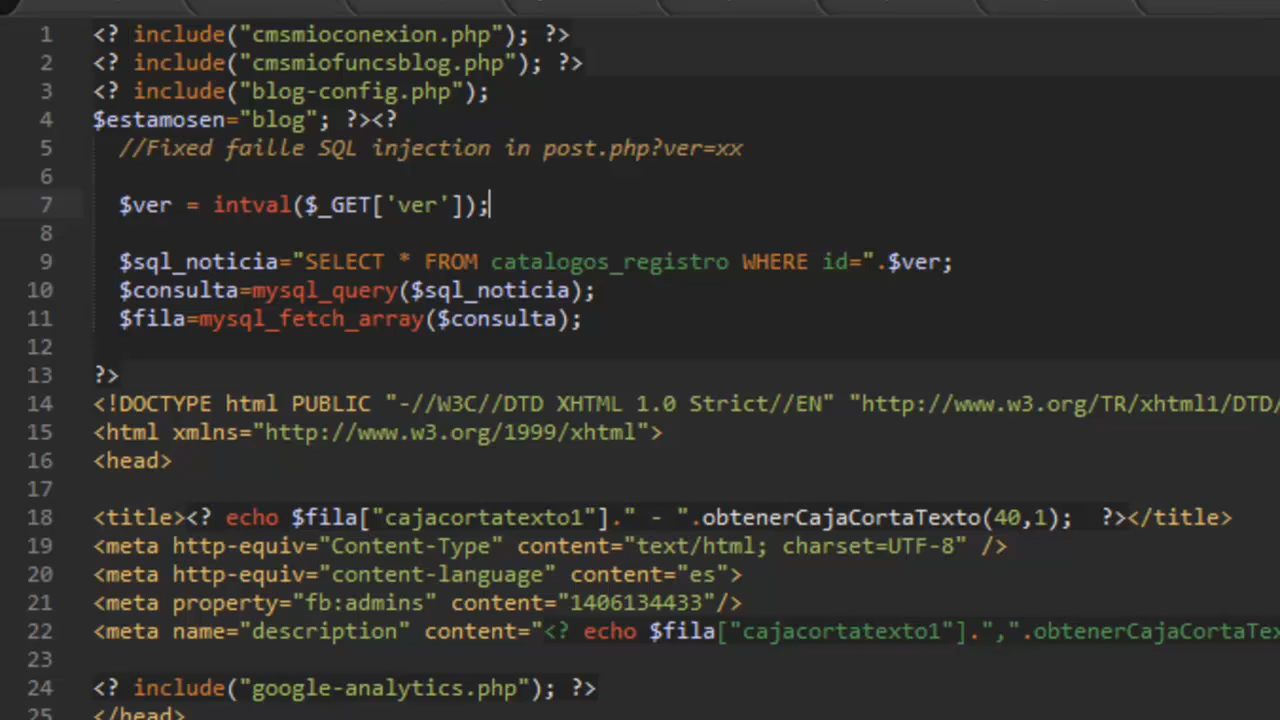 1 <? include("cmsmioconexion.php"); ?>
2 <? include("cmsmiofuncsblog.php"); ?>
3 <? include("blog-config.php");
4 $estamosen="blog"; ?><?
5 //Fixed faille SQL injection in post.php?ver=xx
6
7 $ver = intval($_GET['ver']);
8
9 $sql_noticia="SELECT * FROM catalogos_registro WHERE id=".$ver;
10 $consulta=mysql_query($sql_noticia);
11 $fila=mysql_fetch_array($consulta);
12
13 ?>
14 <!DOCTYPE html PUBLIC "-//W3C//DTD XHTML 1.0 Strict//EN" "http://www.w3.org/TR/xhtml1/DTD/
15 <html xmlns="http://www.w3.org/1999/xhtml">
16 <head>
17
18 <title><? echo $fila["cajacortatexto1"]." - ".obtenerCajaCortaTexto(40,1); ?></title>
19 <meta http-equiv="Content-Type" content="text/html; charset=UTF-8" />
20 <meta http-equiv="content-language" content="es">
21 <meta property="fb:admins" content="1406134433"/>
22 <meta name="description" content="<? echo $fila["cajacortatexto1"].",".obtenerCajaCortaTex
23
24 <? include("google-analytics.php"); ?>
25 </head>